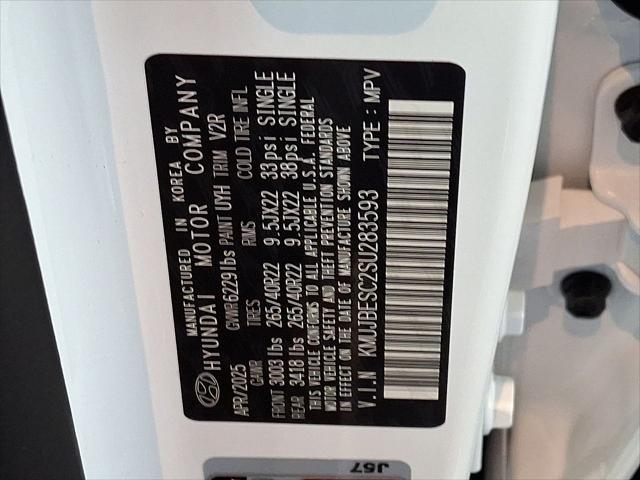 MANUFACTURED IN KOREA BY
HYUNDAI MOTOR COMPANY
APR/2025 GVWR 6229 lbs PAINT UYH TRIM V2R
GAWR TIRES RIMS COLD TIRE INFL
FRONT 3003 lbs 265/40R22 9.5JX22 38psi SINGLE
REAR 3418 lbs 265/40R22 9.5JX22 38psi SINGLE
THIS VEHICLE CONFORMS TO ALL APPLICABLE U.S.A. FEDERAL
MOTOR VEHICLE SAFETY AND THEFT PREVENTION STANDARDS
IN EFFECT ON THE DATE OF MANUFACTURE SHOWN ABOVE
V.I.N KMUJBESC2SU283593 TYPE : MPV
J57